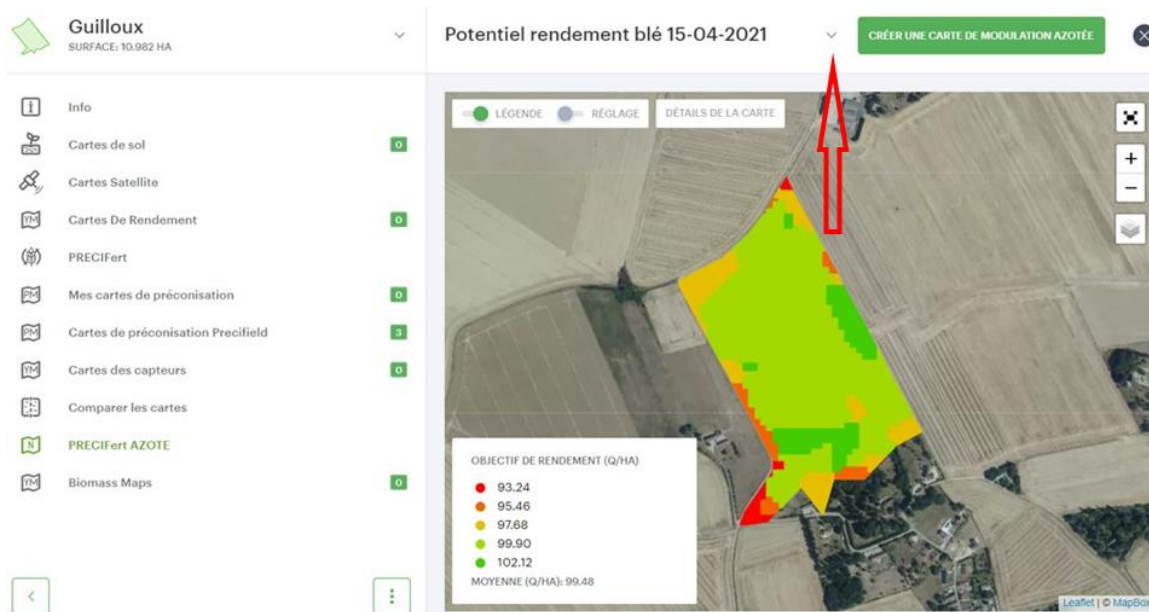 Guilloux
SURFACE: 10.982 HA
Info
Cartes de sol 0
Cartes Satellite
Cartes De Rendement 0
PRECIFert
Mes cartes de préconisation 0
Cartes de préconisation Precifield 3
Cartes des capteurs 0
Comparer les cartes
PRECIFert AZOTE
Biomass Maps 0
Potentiel rendement blé 15-04-2021
CRÉER UNE CARTE DE MODULATION AZOTÉE
LÉGENDE RÉGLAGE DÉTAILS DE LA CARTE
OBJECTIF DE RENDEMENT (Q/HA)
93.24
95.46
97.68
99.90
102.12
MOYENNE (Q/HA): 99.48
Leaflet | © MapBox